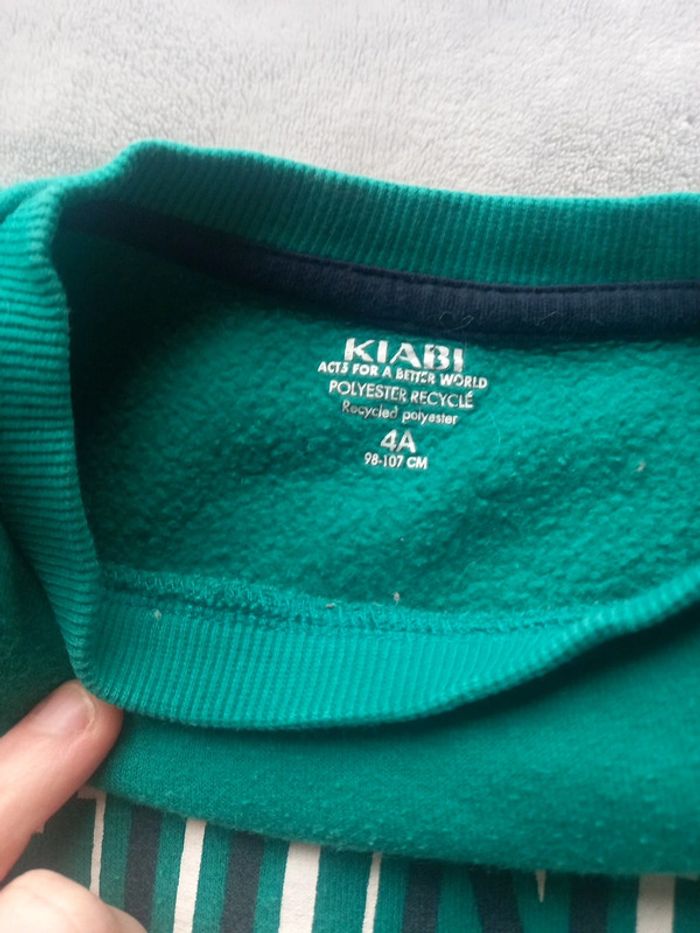 KIABI
ACTS FOR A BETTER WORLD
POLYESTER RECYCLÉ
Recycled polyester
4A
98-107 CM